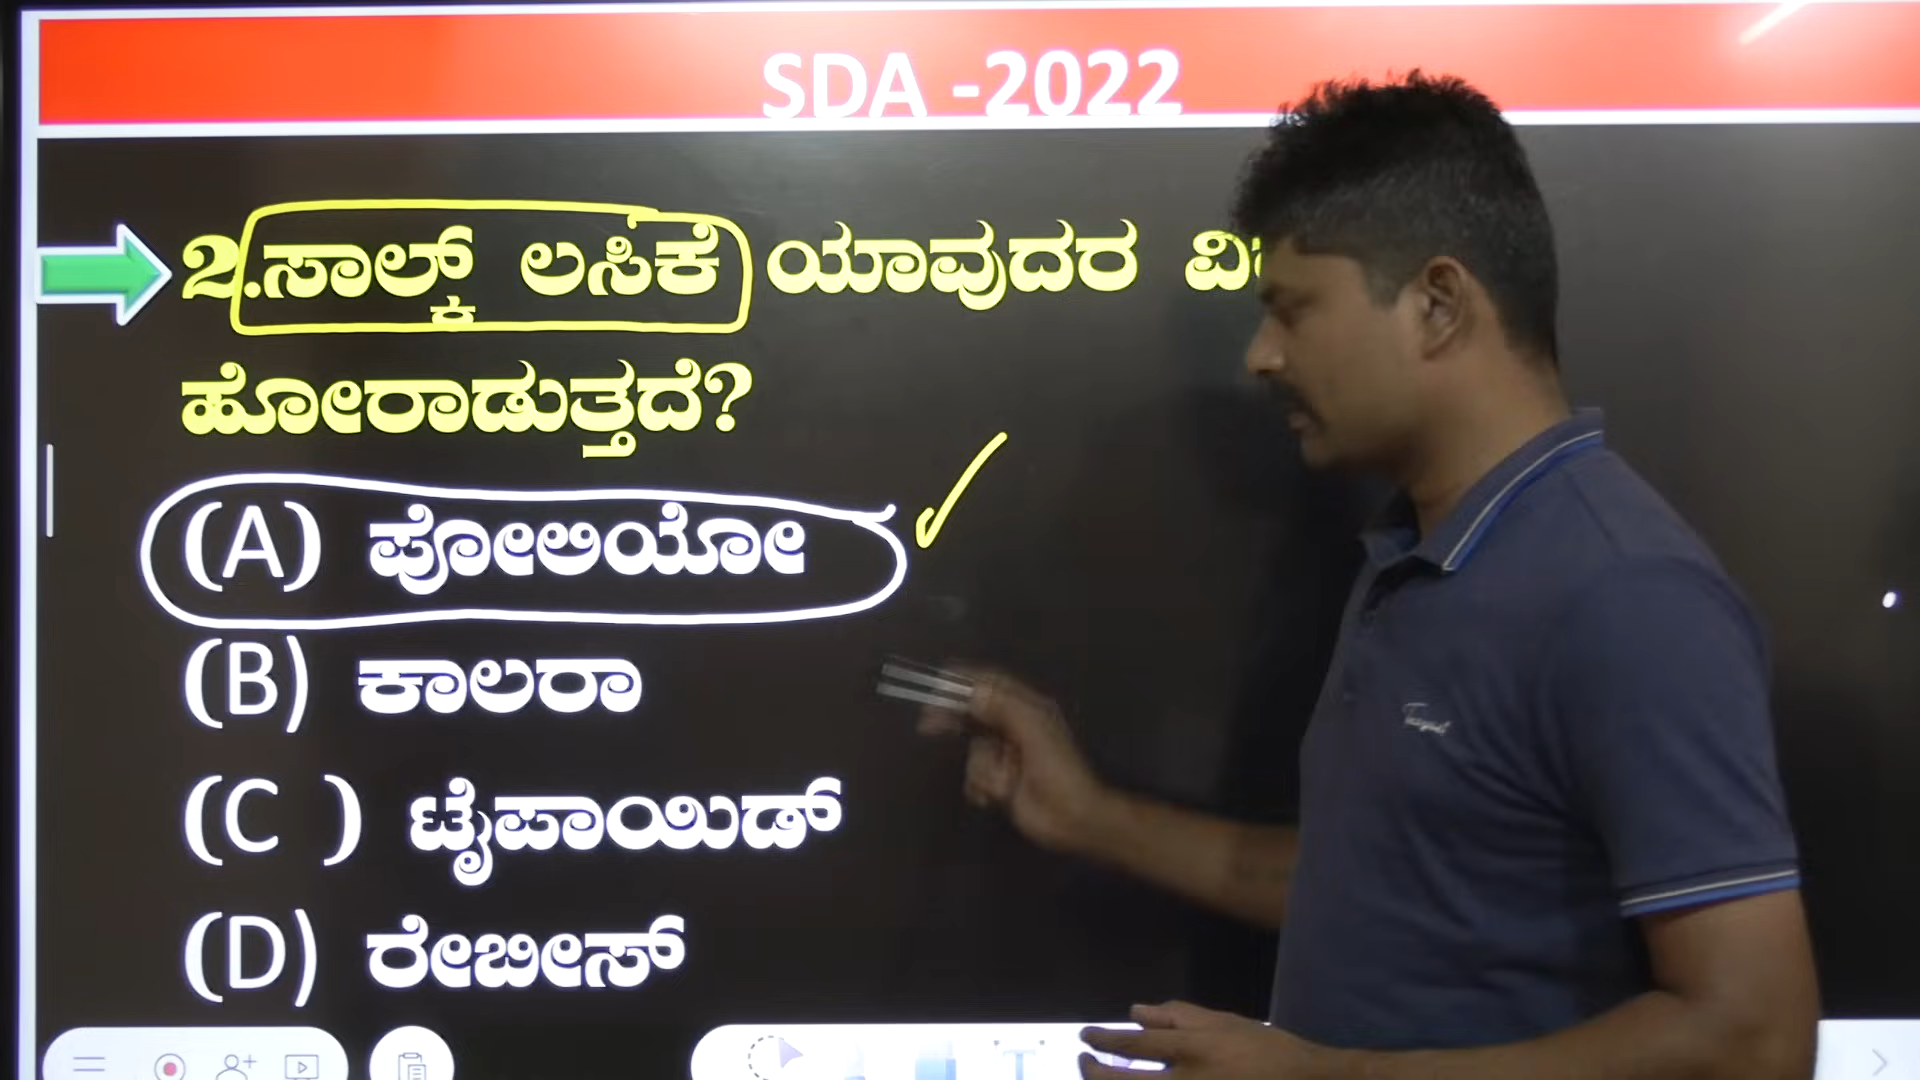 SDA -2022
2.ಸಾಲ್ಕ್ ಲಸಿಕೆ ಯಾವುದರ
ಹೋರಾಡುತ್ತದೆ?
(A) ಪೋಲಿಯೋ
(B) ಕಾಲರಾ
(C ) ಟೈಪಾಯಿಡ್
(D) ರೇಬೀಸ್